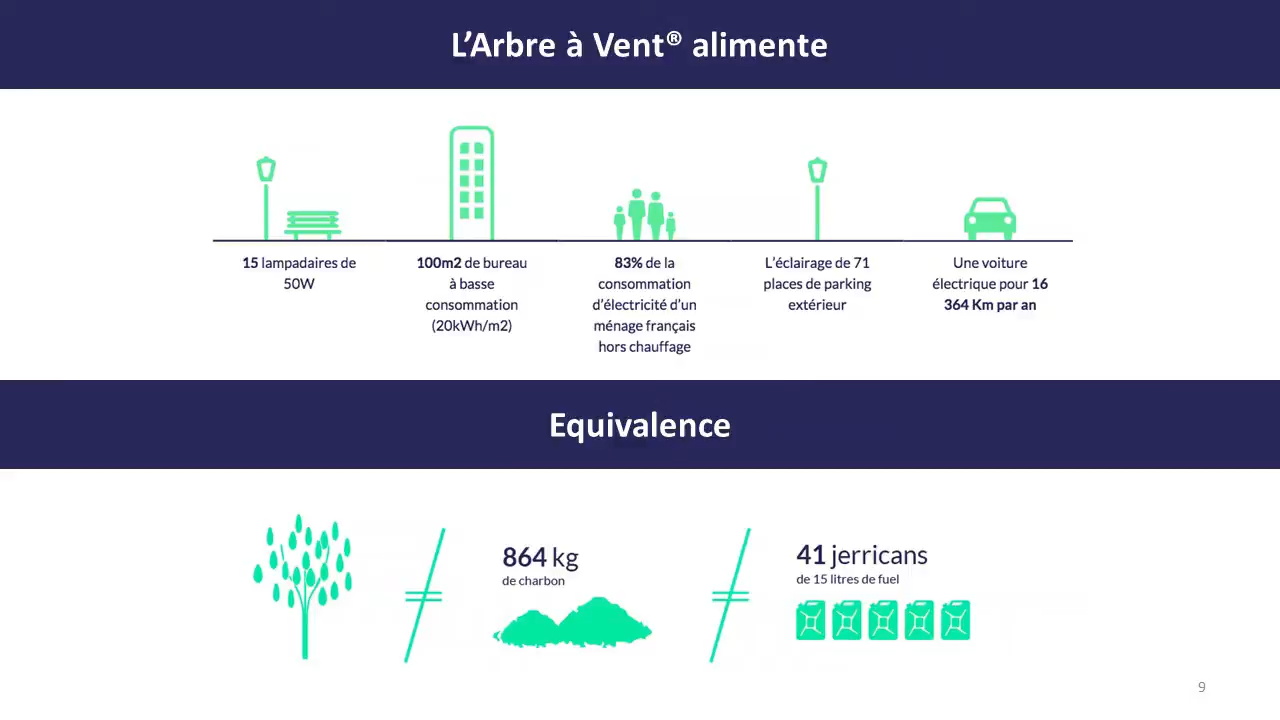 L'Arbre à Vent® alimente
15 lampadaires de
50W
100m2 de bureau
à basse
consommation
(20kWh/m2)
83% de la
consommation
d'électricité d'un
ménage français
hors chauffage
L'éclairage de 71
places de parking
extérieur
Une voiture
électrique pour 16
364 Km par an
Equivalence
864 kg
de charbon
41 jerricans
de 15 litres de fuel
9